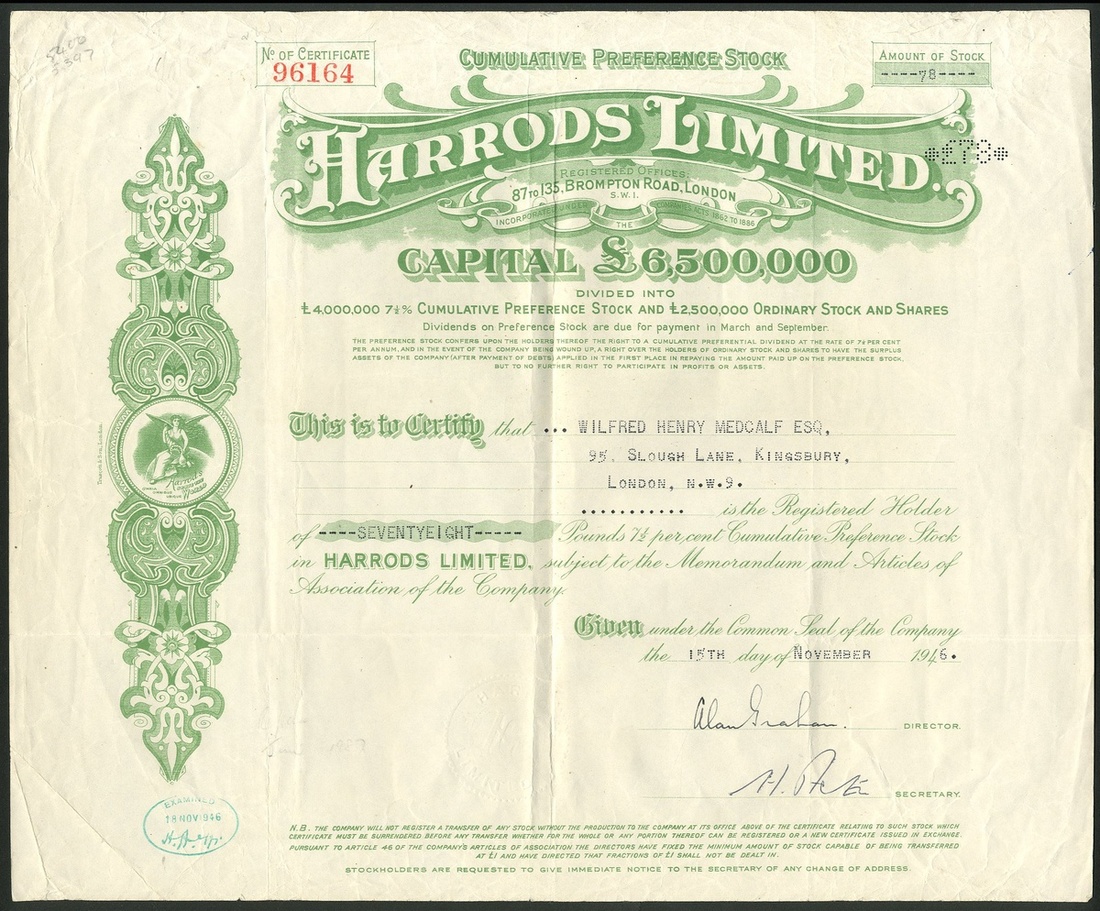 No. OF CERTIFICATE
96164
CUMULATIVE PREFERENCE STOCK
AMOUNT OF STOCK
----78----
HARRODS LIMITED.
*£78*
REGISTERED OFFICES:
87 TO 135, BROMPTON ROAD, LONDON
S.W.1.
INCORPORATED UNDER THE COMPANIES ACTS 1862 TO 1886
CAPITAL £6,500,000
DIVIDED INTO
£4,000,000 7½% CUMULATIVE PREFERENCE STOCK AND £2,500,000 ORDINARY STOCK AND SHARES
Dividends on Preference Stock are due for payment in March and September.
THE PREFERENCE STOCK CONFERS UPON THE HOLDERS THEREOF THE RIGHT TO A CUMULATIVE PREFERENTIAL DIVIDEND AT THE RATE OF 7½ PER CENT
PER ANNUM, AND IN THE EVENT OF THE COMPANY BEING WOUND UP, A RIGHT OVER THE HOLDERS OF ORDINARY STOCK AND SHARES TO HAVE THE SURPLUS
ASSETS OF THE COMPANY (AFTER PAYMENT OF DEBTS) APPLIED IN THE FIRST PLACE IN REPAYING THE AMOUNT PAID UP ON THE PREFERENCE STOCK,
BUT TO NO FURTHER RIGHT TO PARTICIPATE IN PROFITS OR ASSETS.
This is to Certify that ... WILFRED HENRY MEDCALF ESQ,
95, SLOUGH LANE, KINGSBURY,
LONDON, N.W.9.
........... is the Registered Holder
of ----SEVENTYEIGHT----- Pounds 7½ per cent Cumulative Preference Stock
in HARRODS LIMITED, subject to the Memorandum and Articles of
Association of the Company.
Given under the Common Seal of the Company
the 15TH day of NOVEMBER 1946.
Alan Graham. DIRECTOR.
SECRETARY.
Harrods
EXAMINED
18 NOV 1946
N.B. THE COMPANY WILL NOT REGISTER A TRANSFER OF ANY STOCK WITHOUT THE PRODUCTION TO THE COMPANY AT ITS OFFICE ABOVE OF THE CERTIFICATE RELATING TO SUCH STOCK WHICH
CERTIFICATE MUST BE SURRENDERED BEFORE ANY TRANSFER WHETHER FOR THE WHOLE OR ANY PORTION THEREOF CAN BE REGISTERED OR A NEW CERTIFICATE ISSUED IN EXCHANGE.
PURSUANT TO ARTICLE 46 OF THE COMPANY'S ARTICLES OF ASSOCIATION THE DIRECTORS HAVE FIXED THE MINIMUM AMOUNT OF STOCK CAPABLE OF BEING TRANSFERRED
AT £1 AND HAVE DIRECTED THAT FRACTIONS OF £1 SHALL NOT BE DEALT IN.
STOCKHOLDERS ARE REQUESTED TO GIVE IMMEDIATE NOTICE TO THE SECRETARY OF ANY CHANGE OF ADDRESS.